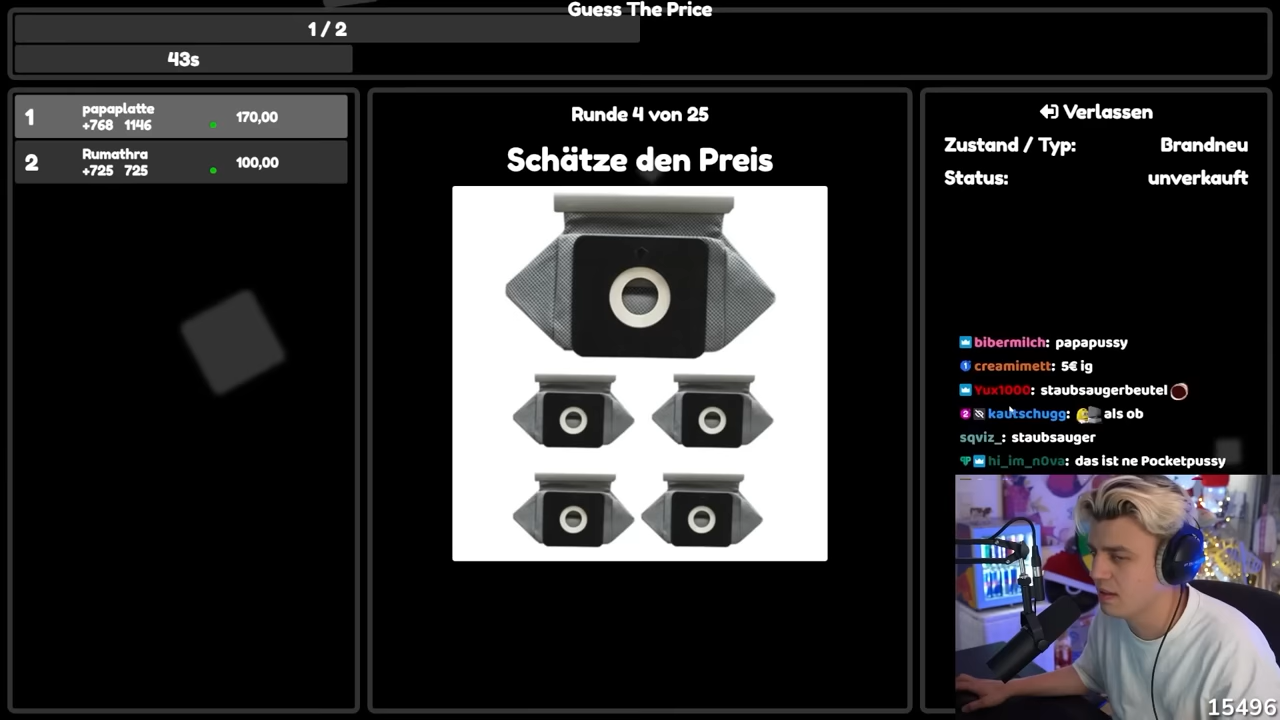 Guess The Price
1 / 2
43s
1 papaplatte 170,00
+768 1146
2 Rumathra 100,00
+725 725
Runde 4 von 25
Schätze den Preis
Verlassen
Zustand / Typ: Brandneu
Status: unverkauft
bibermilch: papapussy
1 creamimett: 5€ ig
Yux1000: staubsaugerbeutel
2 kautschugg: als ob
sqviz_: staubsauger
hi_im_n0va: das ist ne Pocketpussy
15496